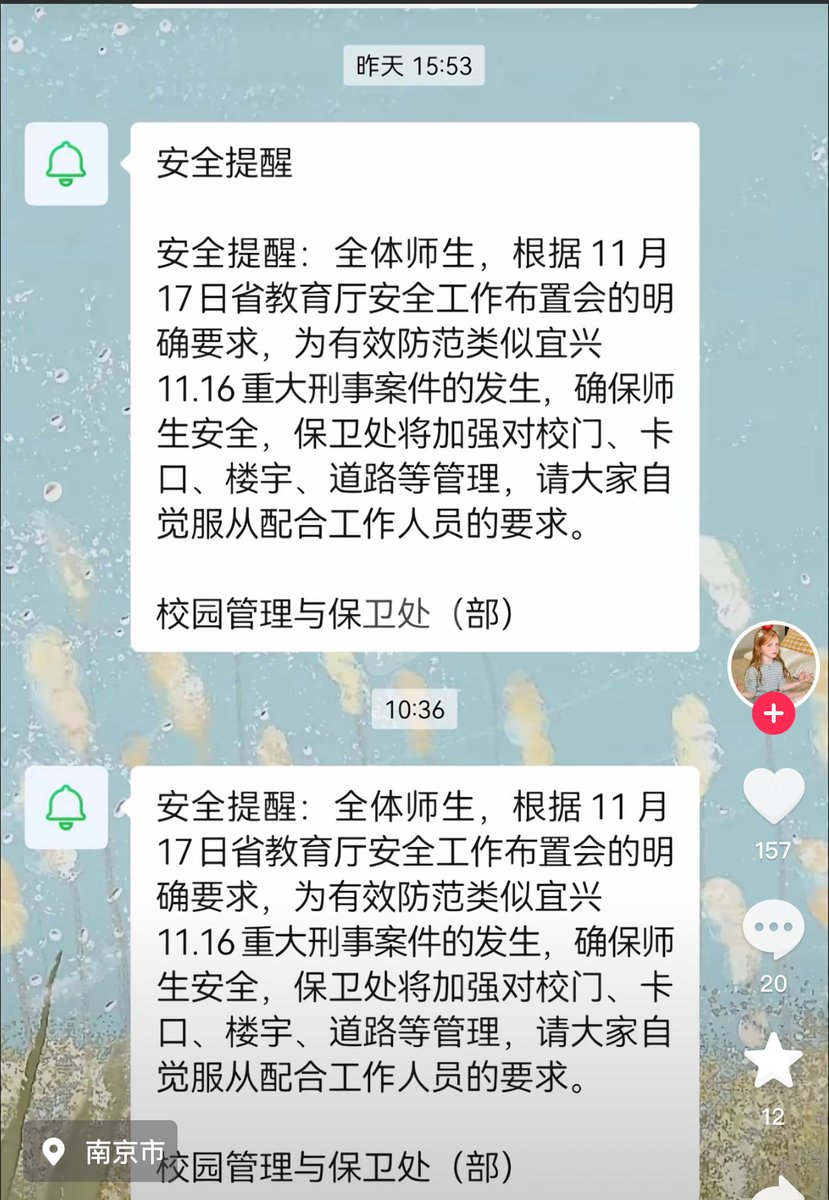 昨天 15:53
安全提醒
安全提醒：全体师生，根据 11 月
17日省教育厅安全工作布置会的明
确要求，为有效防范类似宜兴
11.16 重大刑事案件的发生，确保师
生安全，保卫处将加强对校门、卡
口、楼宇、道路等管理，请大家自
觉服从配合工作人员的要求。
校园管理与保卫处（部）
10:36
安全提醒：全体师生，根据 11 月
17日省教育厅安全工作布置会的明
确要求，为有效防范类似宜兴
11.16 重大刑事案件的发生，确保师
生安全，保卫处将加强对校门、卡
口、楼宇、道路等管理，请大家自
觉服从配合工作人员的要求。
校园管理与保卫处（部）
157
20
12
南京市